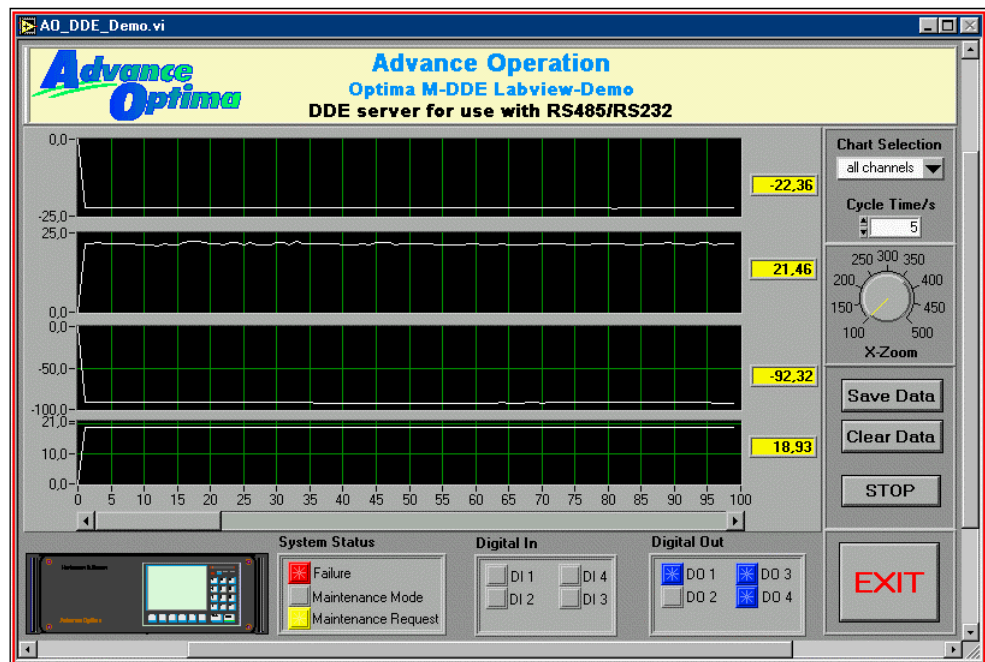 AO_DDE_Demo.vi
Advance Optima
Advance Operation
Optima M-DDE Labview-Demo
DDE server for use with RS485/RS232
0,0
-25,0
-22,36
25,0
0,0
21,46
0,0
-50,0
-100,0
-92,32
21,0
10,0
0,0
18,93
0 5 10 15 20 25 30 35 40 45 50 55 60 65 70 75 80 85 90 95 100
Chart Selection
all channels
Cycle Time/s
5
250 300 350
200 400
150 450
100 500
X-Zoom
Save Data
Clear Data
STOP
System Status
Failure
Maintenance Mode
Maintenance Request
Digital In
DI 1 DI 4
DI 2 DI 3
Digital Out
DO 1 DO 3
DO 2 DO 4
EXIT